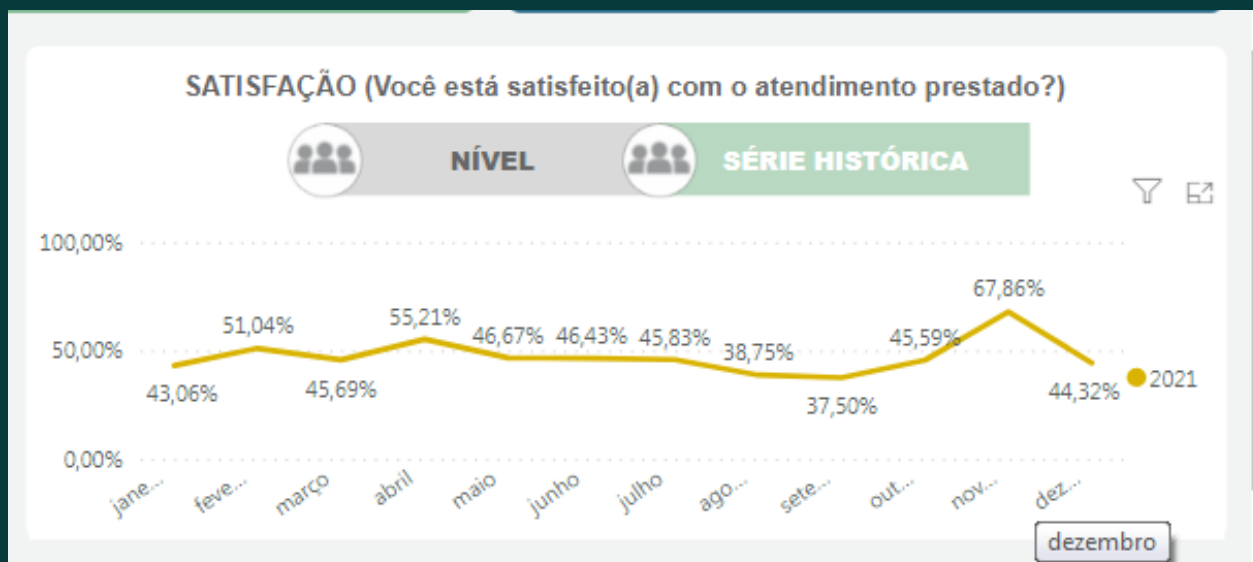 SATISFAÇÃO (Você está satisfeito(a) com o atendimento prestado?)
NÍVEL
SÉRIE HISTÓRICA
100,00%
50,00%
0,00%
43,06%
51,04%
45,69%
55,21%
46,67%
46,43%
45,83%
38,75%
37,50%
45,59%
67,86%
44,32%
2021
jane...
feve...
março
abril
maio
junho
julho
ago...
sete...
out...
nov...
dez...
dezembro